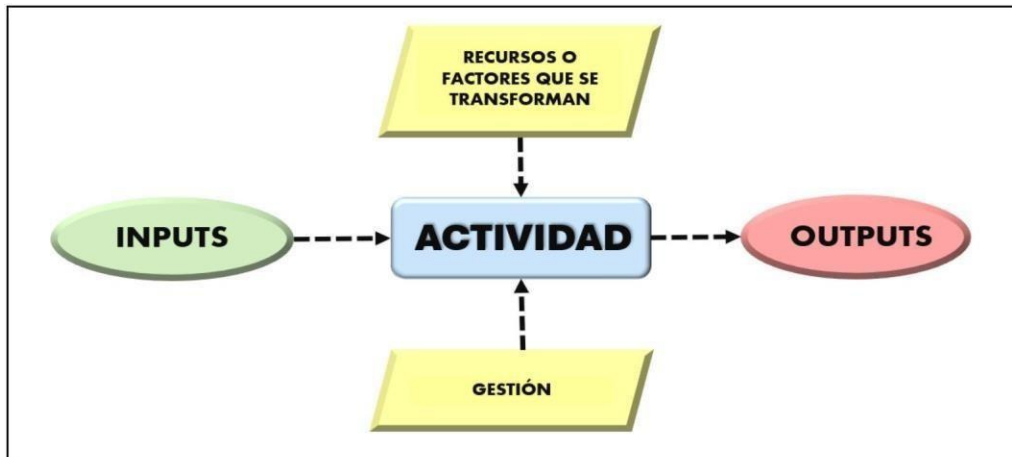 RECURSOS O
FACTORES QUE SE
TRANSFORMAN
INPUTS
ACTIVIDAD
OUTPUTS
GESTIÓN